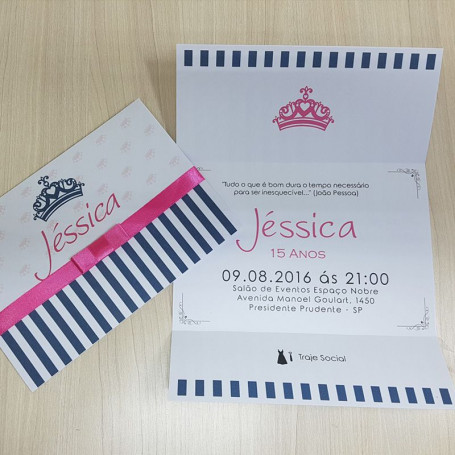 Jéssica
"Tudo o que é bom dura o tempo necessário
para ser inesquecível..." (João Pessoa)
Jéssica
15 Anos
09.08.2016 ás 21:00
Salão de Eventos Espaço Nobre
Avenida Manoel Goulart, 1450
Presidente Prudente - SP
Traje Social